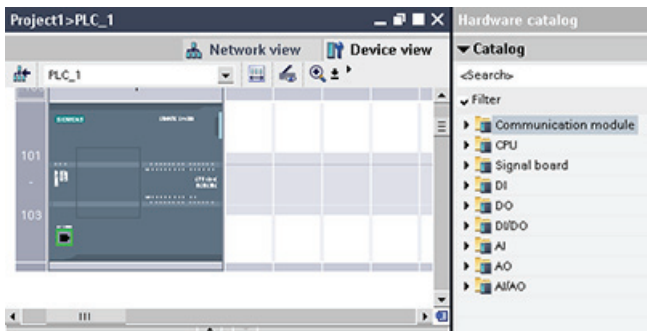 Project1>PLC_1
Network view
Device view
PLC_1
SIEMENS
101
-
103
Hardware catalog
Catalog
<Search>
Filter
Communication module
CPU
Signal board
DI
DO
DI/DO
AI
AO
AI/AO